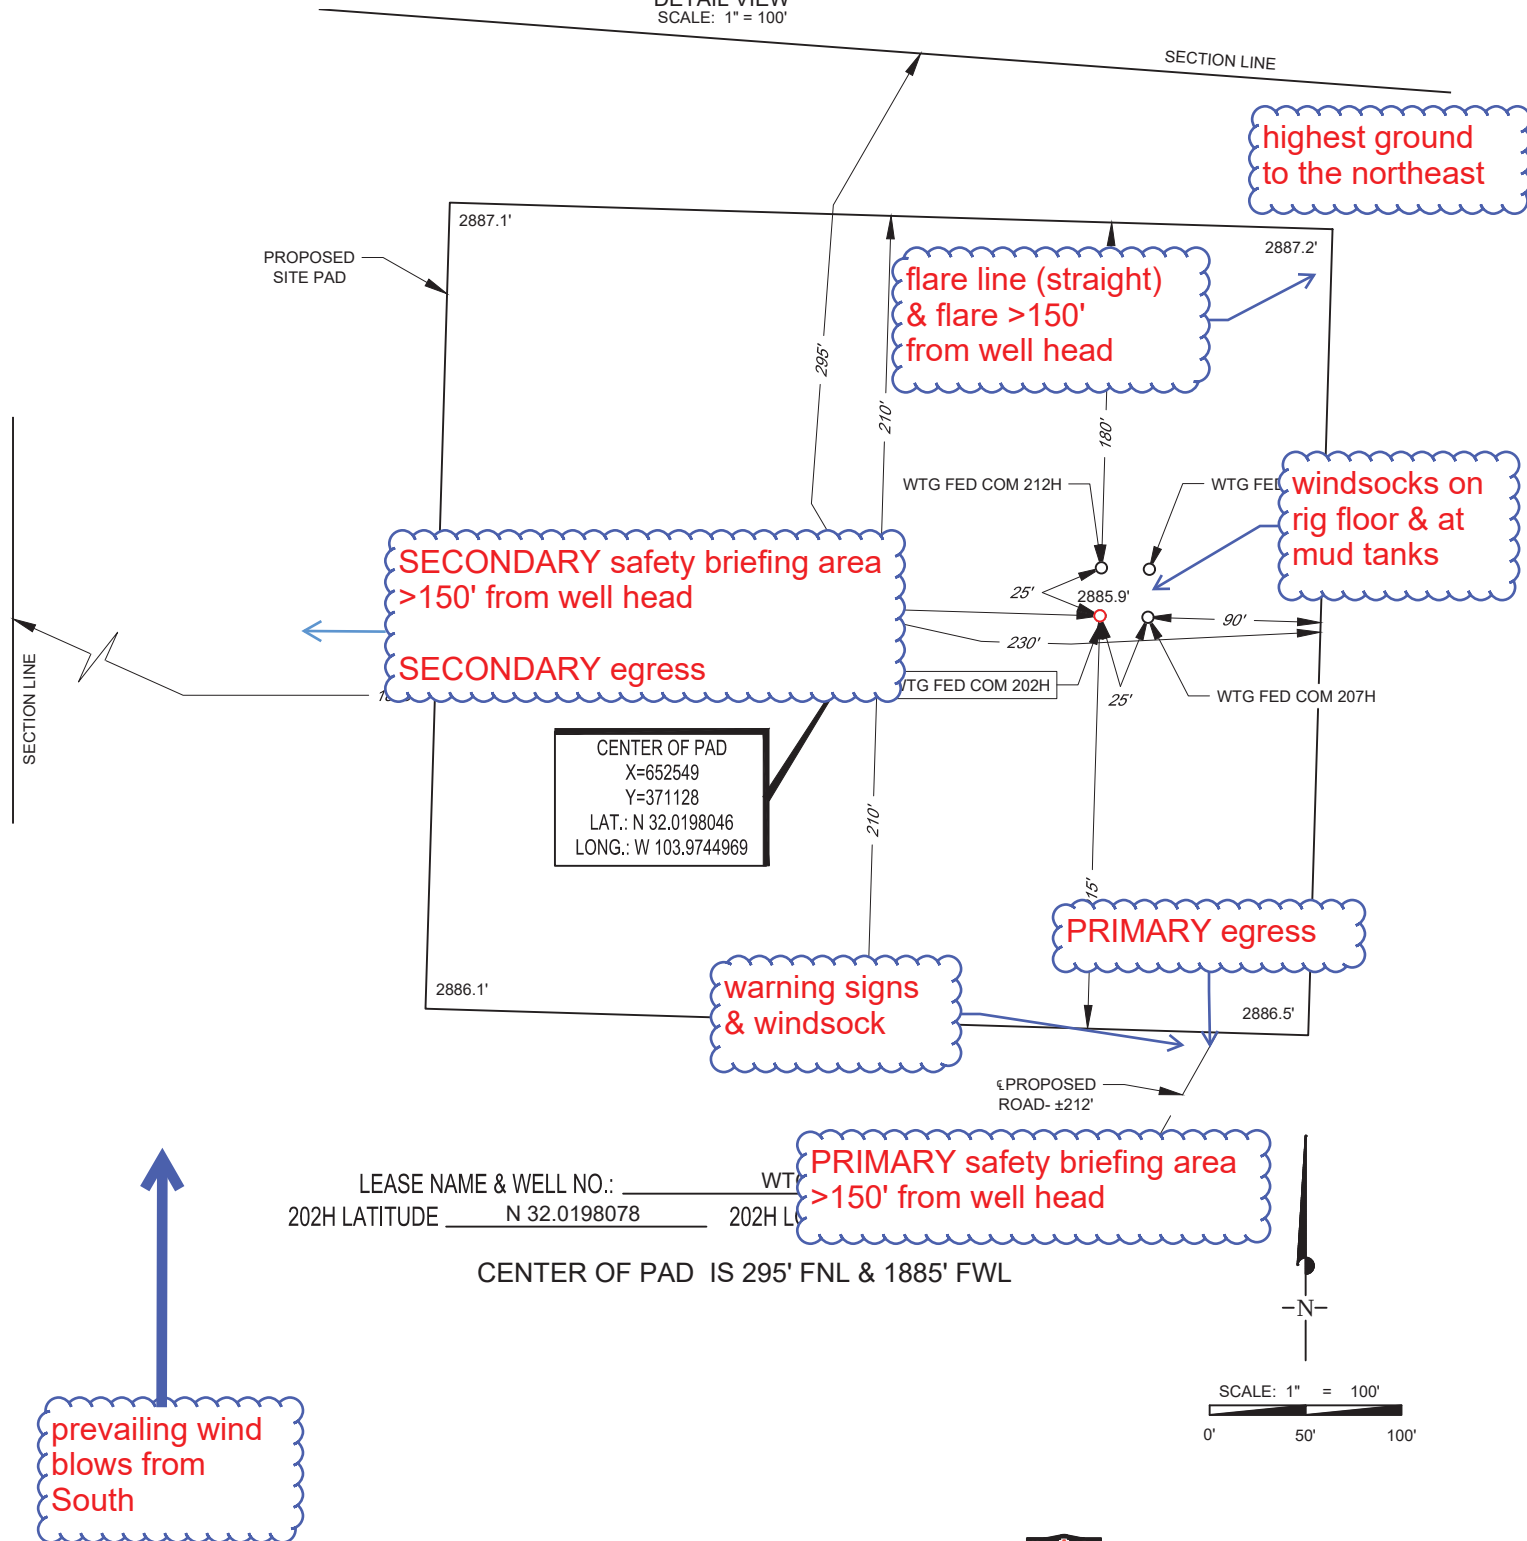 DETAIL VIEW
SCALE: 1" = 100'
SECTION LINE
highest ground
to the northeast
2887.1'
2887.2'
PROPOSED
SITE PAD
flare line (straight)
& flare >150'
from well head
295'
210'
180'
WTG FED COM 212H
WTG FED
windsocks on
rig floor & at
mud tanks
SECONDARY safety briefing area
>150' from well head
SECONDARY egress
25'
2885.9'
90'
230'
WTG FED COM 202H
25'
WTG FED COM 207H
SECTION LINE
CENTER OF PAD
X=652549
Y=371128
LAT.: N 32.0198046
LONG.: W 103.9744969
210'
15'
PRIMARY egress
warning signs
& windsock
2886.1'
2886.5'
℄PROPOSED
ROAD- ±212'
PRIMARY safety briefing area
>150' from well head
LEASE NAME & WELL NO.:
202H LATITUDE N 32.0198078 202H
CENTER OF PAD IS 295' FNL & 1885' FWL
-N-
SCALE: 1" = 100'
0' 50' 100'
prevailing wind
blows from
South